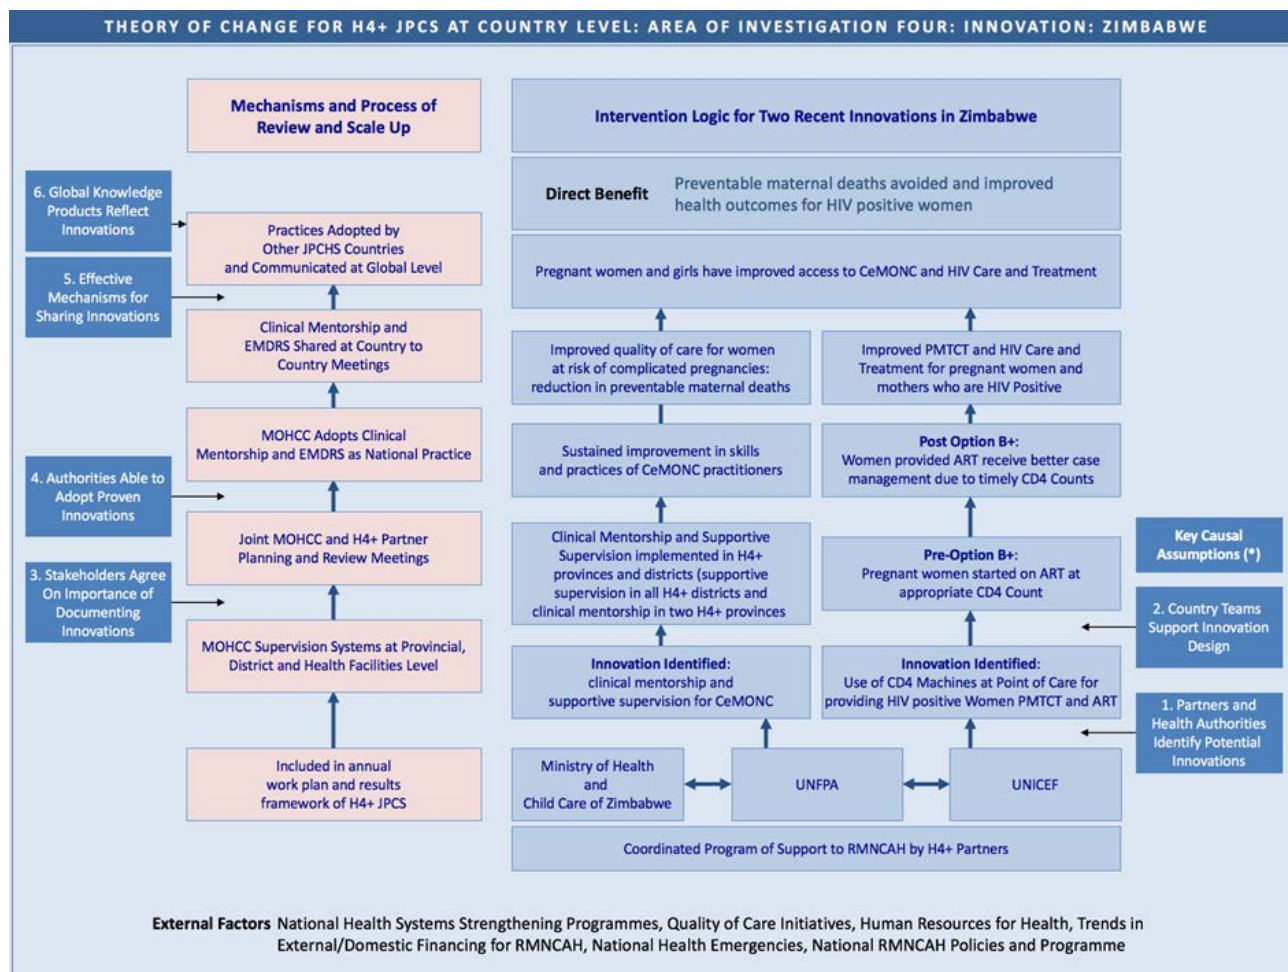 THEORY OF CHANGE FOR H4+ JPCS AT COUNTRY LEVEL: AREA OF INVESTIGATION FOUR: INNOVATION: ZIMBABWE
Mechanisms and Process of
Review and Scale Up
6. Global Knowledge
Products Reflect
Innovations
Practices Adopted by
Other JPCHS Countries
and Communicated at Global Level
5. Effective
Mechanisms for
Sharing Innovations
Clinical Mentorship and
EMDRS Shared at Country to
Country Meetings
MOHCC Adopts Clinical
Mentorship and EMDRS as National Practice
4. Authorities Able to
Adopt Proven
Innovations
Joint MOHCC and H4+ Partner
Planning and Review Meetings
3. Stakeholders Agree
On Importance of
Documenting
Innovations
MOHCC Supervision Systems at Provincial,
District and Health Facilities Level
Included in annual
work plan and results
framework of H4+ JPCS
Intervention Logic for Two Recent Innovations in Zimbabwe
Direct Benefit Preventable maternal deaths avoided and improved
health outcomes for HIV positive women
Pregnant women and girls have improved access to CeMONC and HIV Care and Treatment
Improved quality of care for women
at risk of complicated pregnancies:
reduction in preventable maternal deaths
Sustained improvement in skills
and practices of CeMONC practitioners
Clinical Mentorship and Supportive
Supervision implemented in H4+
provinces and districts (supportive
supervision in all H4+ districts and
clinical mentorship in two H4+ provinces
Innovation Identified:
clinical mentorship and
supportive supervision for CeMONC
Improved PMTCT and HIV Care and
Treatment for pregnant women and
mothers who are HIV Positive
Post Option B+:
Women provided ART receive better case
management due to timely CD4 Counts
Pre-Option B+:
Pregnant women started on ART at
appropriate CD4 Count
Innovation Identified:
Use of CD4 Machines at Point of Care for
providing HIV positive Women PMTCT and ART
Ministry of Health
and
Child Care of Zimbabwe
UNFPA
UNICEF
Coordinated Program of Support to RMNCAH by H4+ Partners
Key Causal
Assumptions (*)
2. Country Teams
Support Innovation
Design
1. Partners and
Health Authorities
Identify Potential
Innovations
External Factors National Health Systems Strengthening Programmes, Quality of Care Initiatives, Human Resources for Health, Trends in
External/Domestic Financing for RMNCAH, National Health Emergencies, National RMNCAH Policies and Programme